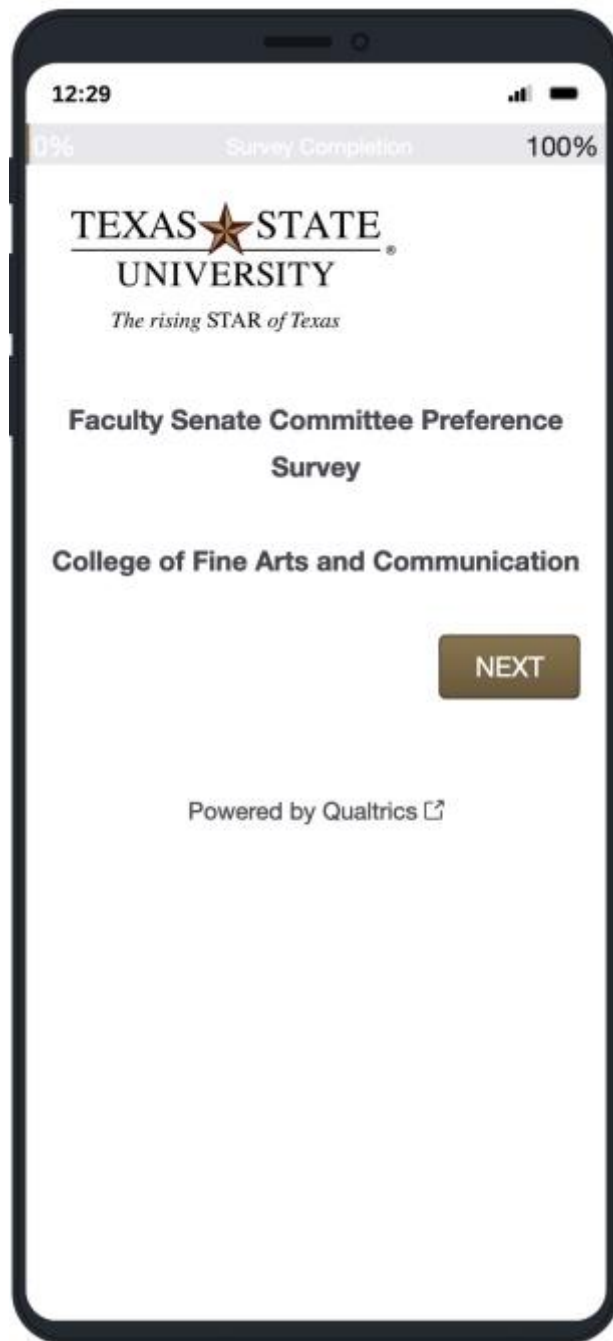 12:29
0% Survey Completion 100%
TEXAS STATE
UNIVERSITY
®
The rising STAR of Texas
Faculty Senate Committee Preference
Survey
College of Fine Arts and Communication
NEXT
Powered by Qualtrics